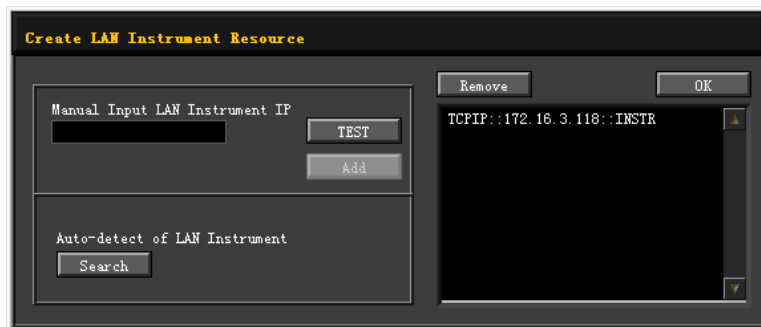 Create LAN Instrument Resource
Manual Input LAN Instrument IP
TEST
Add
Auto-detect of LAN Instrument
Search
Remove
OK
TCPIP::172.16.3.118::INSTR